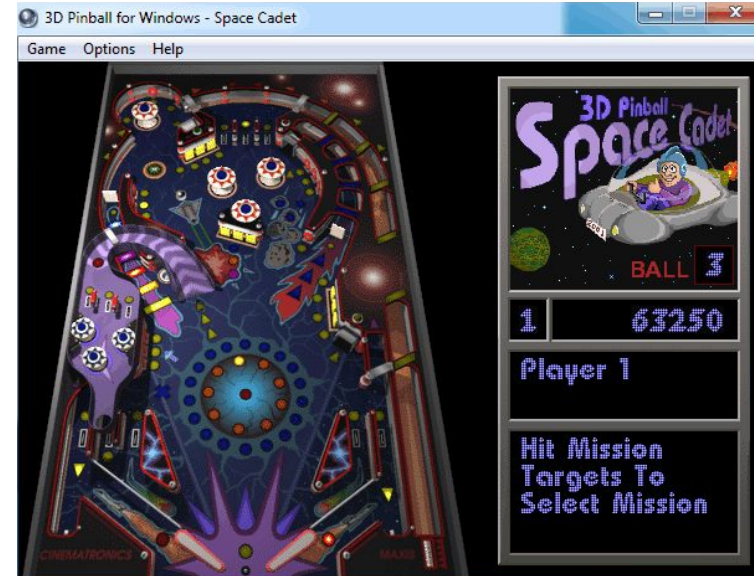 3D Pinball for Windows - Space Cadet
Game Options Help
3D Pinball
Space Cadet
BALL 3
1 63250
Player 1
Hit Mission
Targets To
Select Mission
CINEMATRONICS
MAXIS